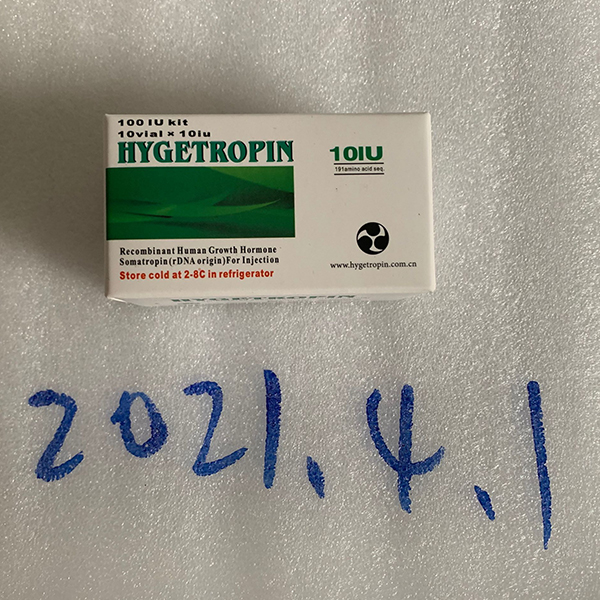 100 IU kit
10vial × 10iu
HYGETROPIN
10IU
191amino acid seq.
Recombinant Human Growth Hormone
Somatropin(rDNA origin)For Injection
Store cold at 2-8C in refrigerator
www.hygetropin.com.cn
2021.4.1